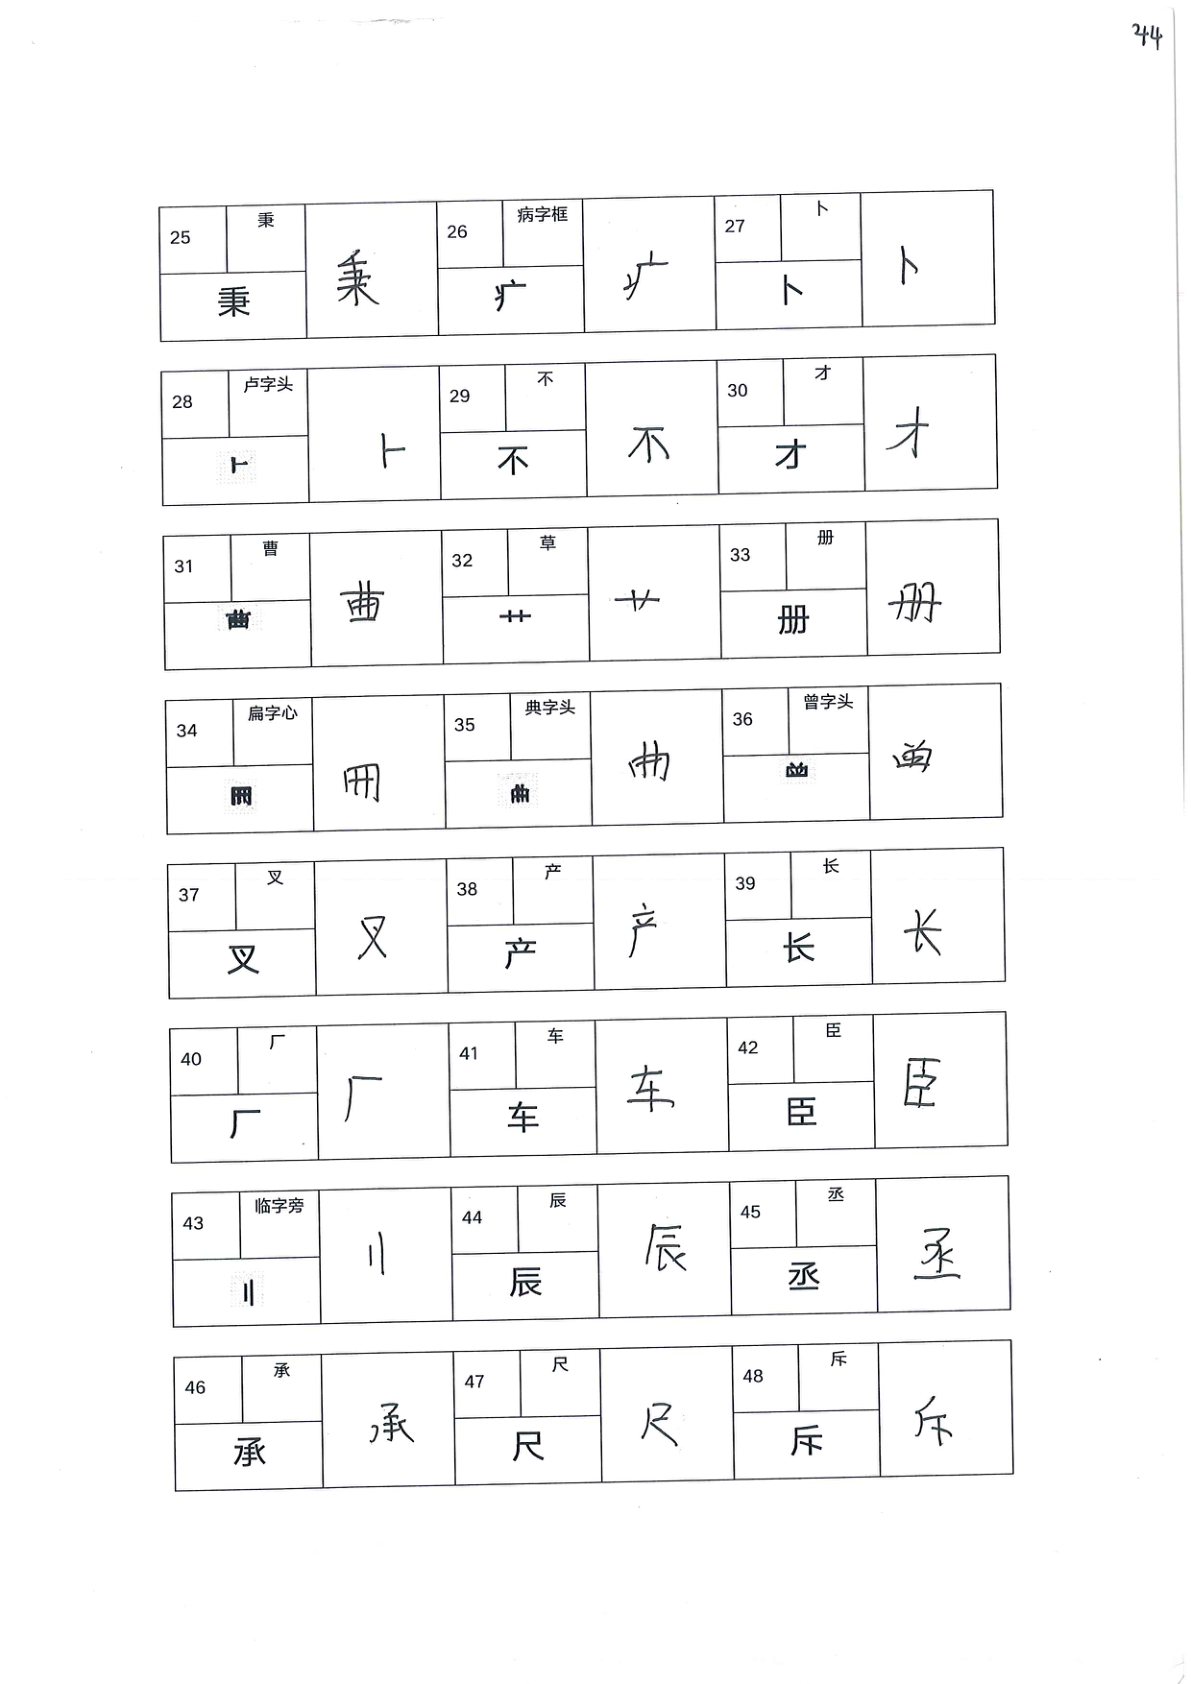 44
25 秉 秉 26 病字框 疒 27 卜 卜
秉 疒 卜
28 卢字头 ⺊ 29 不 不 30 才 才
⺊ 不 才
31 曹 32 草 艹 33 册 册
艹 册
34 扁字心 35 典字头 36 曾字头
37 叉 叉 38 产 产 39 长 长
叉 产 长
40 厂 厂 41 车 车 42 臣 臣
厂 车 臣
43 临字旁 〢 44 辰 辰 45 丞 丞
〢 辰 丞
46 承 承 47 尺 尺 48 斥 斥
承 尺 斥